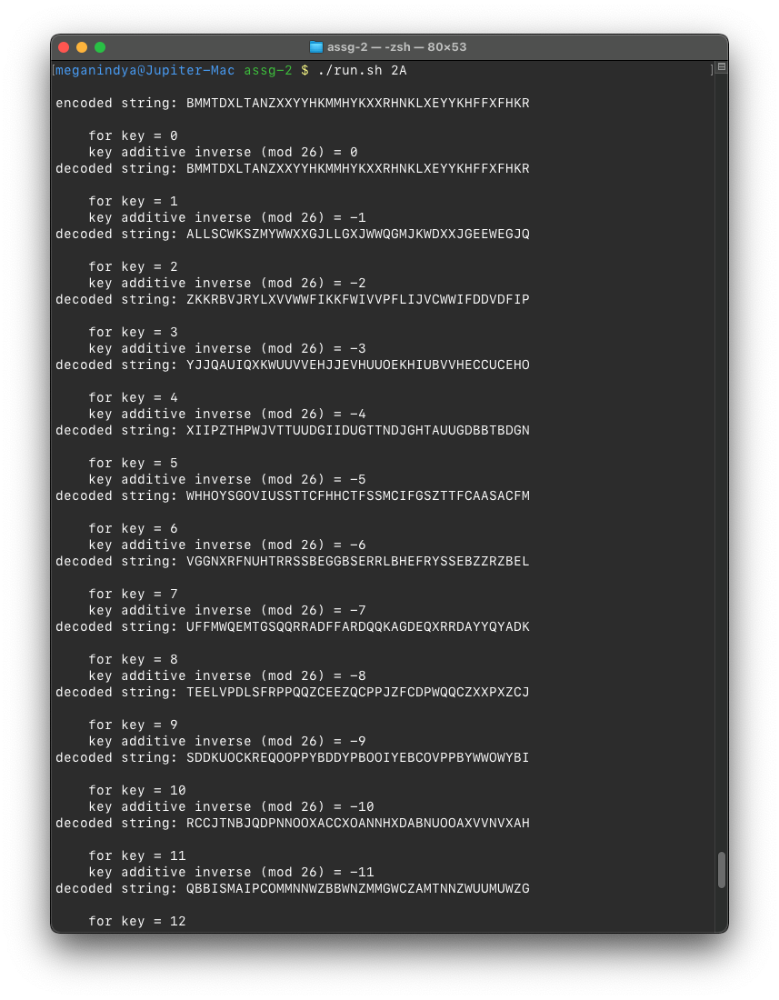 assg-2 — -zsh — 80×53
[meganindya@Jupiter-Mac assg-2 $ ./run.sh 2A ]
encoded string: BMMTDXLTANZXXYYHKMMHYKXXRHNKLXEYYKHFFXFHKR
for key = 0
key additive inverse (mod 26) = 0
decoded string: BMMTDXLTANZXXYYHKMMHYKXXRHNKLXEYYKHFFXFHKR
for key = 1
key additive inverse (mod 26) = -1
decoded string: ALLSCWKSZMYWWXXGJLLGXJWWQGMJKWDXXJGEEWEGJQ
for key = 2
key additive inverse (mod 26) = -2
decoded string: ZKKRBVJRYLXVVWWFIKKFWIVVPFLIJVCWWIFDDVDFIP
for key = 3
key additive inverse (mod 26) = -3
decoded string: YJJQAUIQXKWUUVVEHJJEVHUUOEKHIUBVVHECCUCEHO
for key = 4
key additive inverse (mod 26) = -4
decoded string: XIIPZTHPWJVTTUUDGIIDUGTTNDJGHTAUUGDBBTBDGN
for key = 5
key additive inverse (mod 26) = -5
decoded string: WHHOYSGOVIUSSTTCFHHCTFSSMCIFGSZTTFCAASACFM
for key = 6
key additive inverse (mod 26) = -6
decoded string: VGGNXRFNUHTRRSSBEGGBSERRLBHEFRYSSEBZZRZBEL
for key = 7
key additive inverse (mod 26) = -7
decoded string: UFFMWQEMTGSQQRRADFFARDQQKAGDEQXRRDAYYQYADK
for key = 8
key additive inverse (mod 26) = -8
decoded string: TEELVPDLSFRPPQQZCEEZQCPPJZFCDPWQQCZXXPXZCJ
for key = 9
key additive inverse (mod 26) = -9
decoded string: SDDKUOCKREQOOPPYBDDYPBOOIYEBCOVPPBYWWOWYBI
for key = 10
key additive inverse (mod 26) = -10
decoded string: RCCJTNBJQDPNNOOXACCXOANNHXDABNUOOAXVVNVXAH
for key = 11
key additive inverse (mod 26) = -11
decoded string: QBBISMAIPCOMMNNWZBBWNZMMGWCZAMTNNZWUUMUWZG
for key = 12